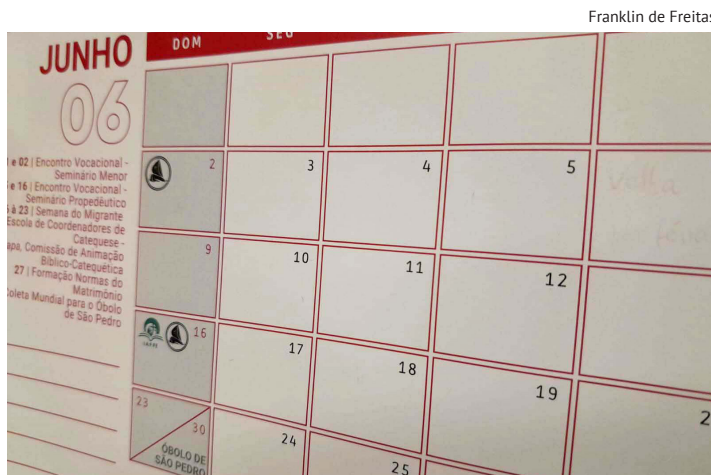 Franklin de Freitas
JUNHO
06
DOM
SEG
e 02 | Encontro Vocacional -
Seminário Menor
e 16 | Encontro Vocacional -
Seminário Propedêutico
à 23 | Semana do Migrante
Escola de Coordenadores de
Catequese -
Comissão de Animação
Bíblico-Catequética
27 | Formação Normas do
Matrimônio
Coleta Mundial para o Óbolo
de São Pedro
2
3
4
5
Volta
9
10
11
12
16
17
18
19
23
30
ÓBOLO DE
SÃO PEDRO
24
25